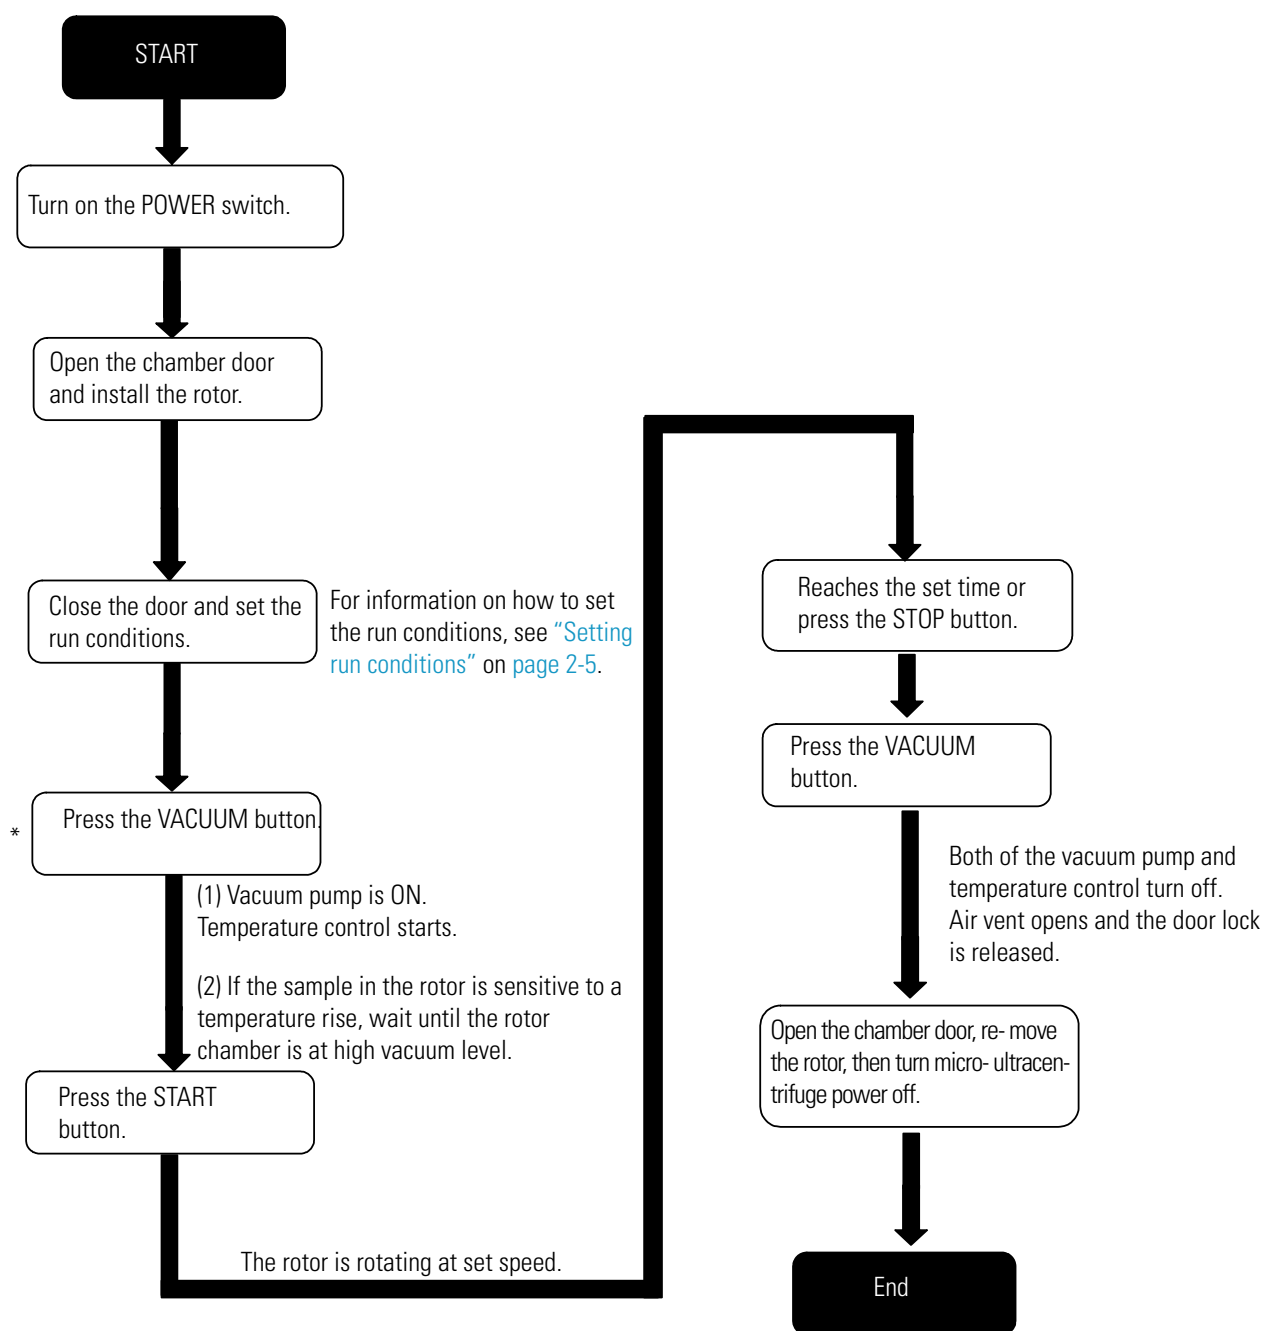 START
Turn on the POWER switch.
Open the chamber door
and install the rotor.
Close the door and set the
run conditions.
For information on how to set
the run conditions, see “Setting
run conditions” on page 2-5.
*
Press the VACUUM button.
(1) Vacuum pump is ON.
Temperature control starts.
(2) If the sample in the rotor is sensitive to a
temperature rise, wait until the rotor
chamber is at high vacuum level.
Press the START
button.
The rotor is rotating at set speed.
Reaches the set time or
press the STOP button.
Press the VACUUM
button.
Both of the vacuum pump and
temperature control turn off.
Air vent opens and the door lock
is released.
Open the chamber door, re- move
the rotor, then turn micro- ultracen-
trifuge power off.
End